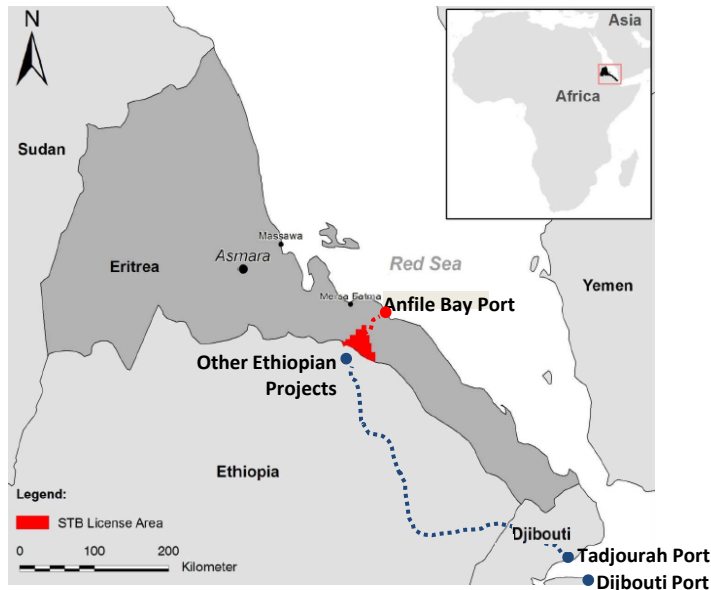 N
Asia
Africa
Sudan
Massawa
Asmara
Eritrea
Red Sea
Yemen
Mersa Fatma
Anfile Bay Port
Other Ethiopian
Projects
Ethiopia
Legend:
STB License Area
0 100 200
Kilometer
Djibouti
Tadjourah Port
Djibouti Port